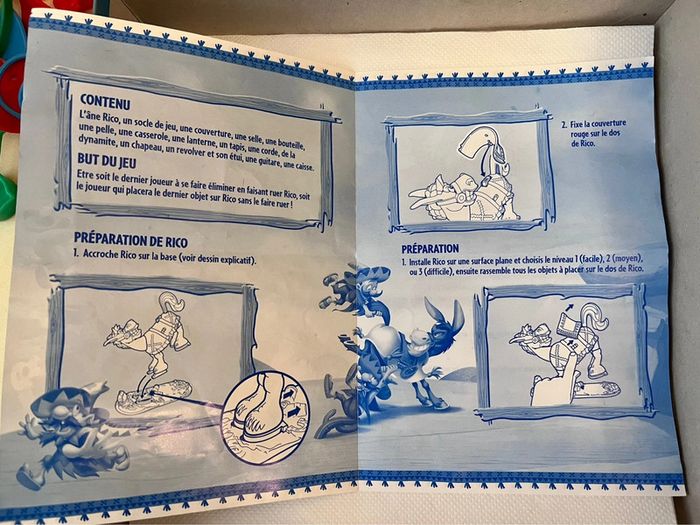 CONTENU
L'âne Rico, un socle de jeu, une couverture, une selle, une bouteille,
une pelle, une casserole, une lanterne, un tapis, une corde, de la
dynamite, un chapeau, un revolver et son étui, une guitare, une caisse.
BUT DU JEU
Etre soit le dernier joueur à se faire éliminer en faisant ruer Rico, soit
le joueur qui placera le dernier objet sur Rico sans le faire ruer !
PRÉPARATION DE RICO
1. Accroche Rico sur la base (voir dessin explicatif).
2. Fixe la couverture
rouge sur le dos
de Rico.
PRÉPARATION
1. Installe Rico sur une surface plane et choisis le niveau 1 (facile), 2 (moyen),
ou 3 (difficile), ensuite rassemble tous les objets à placer sur le dos de Rico.